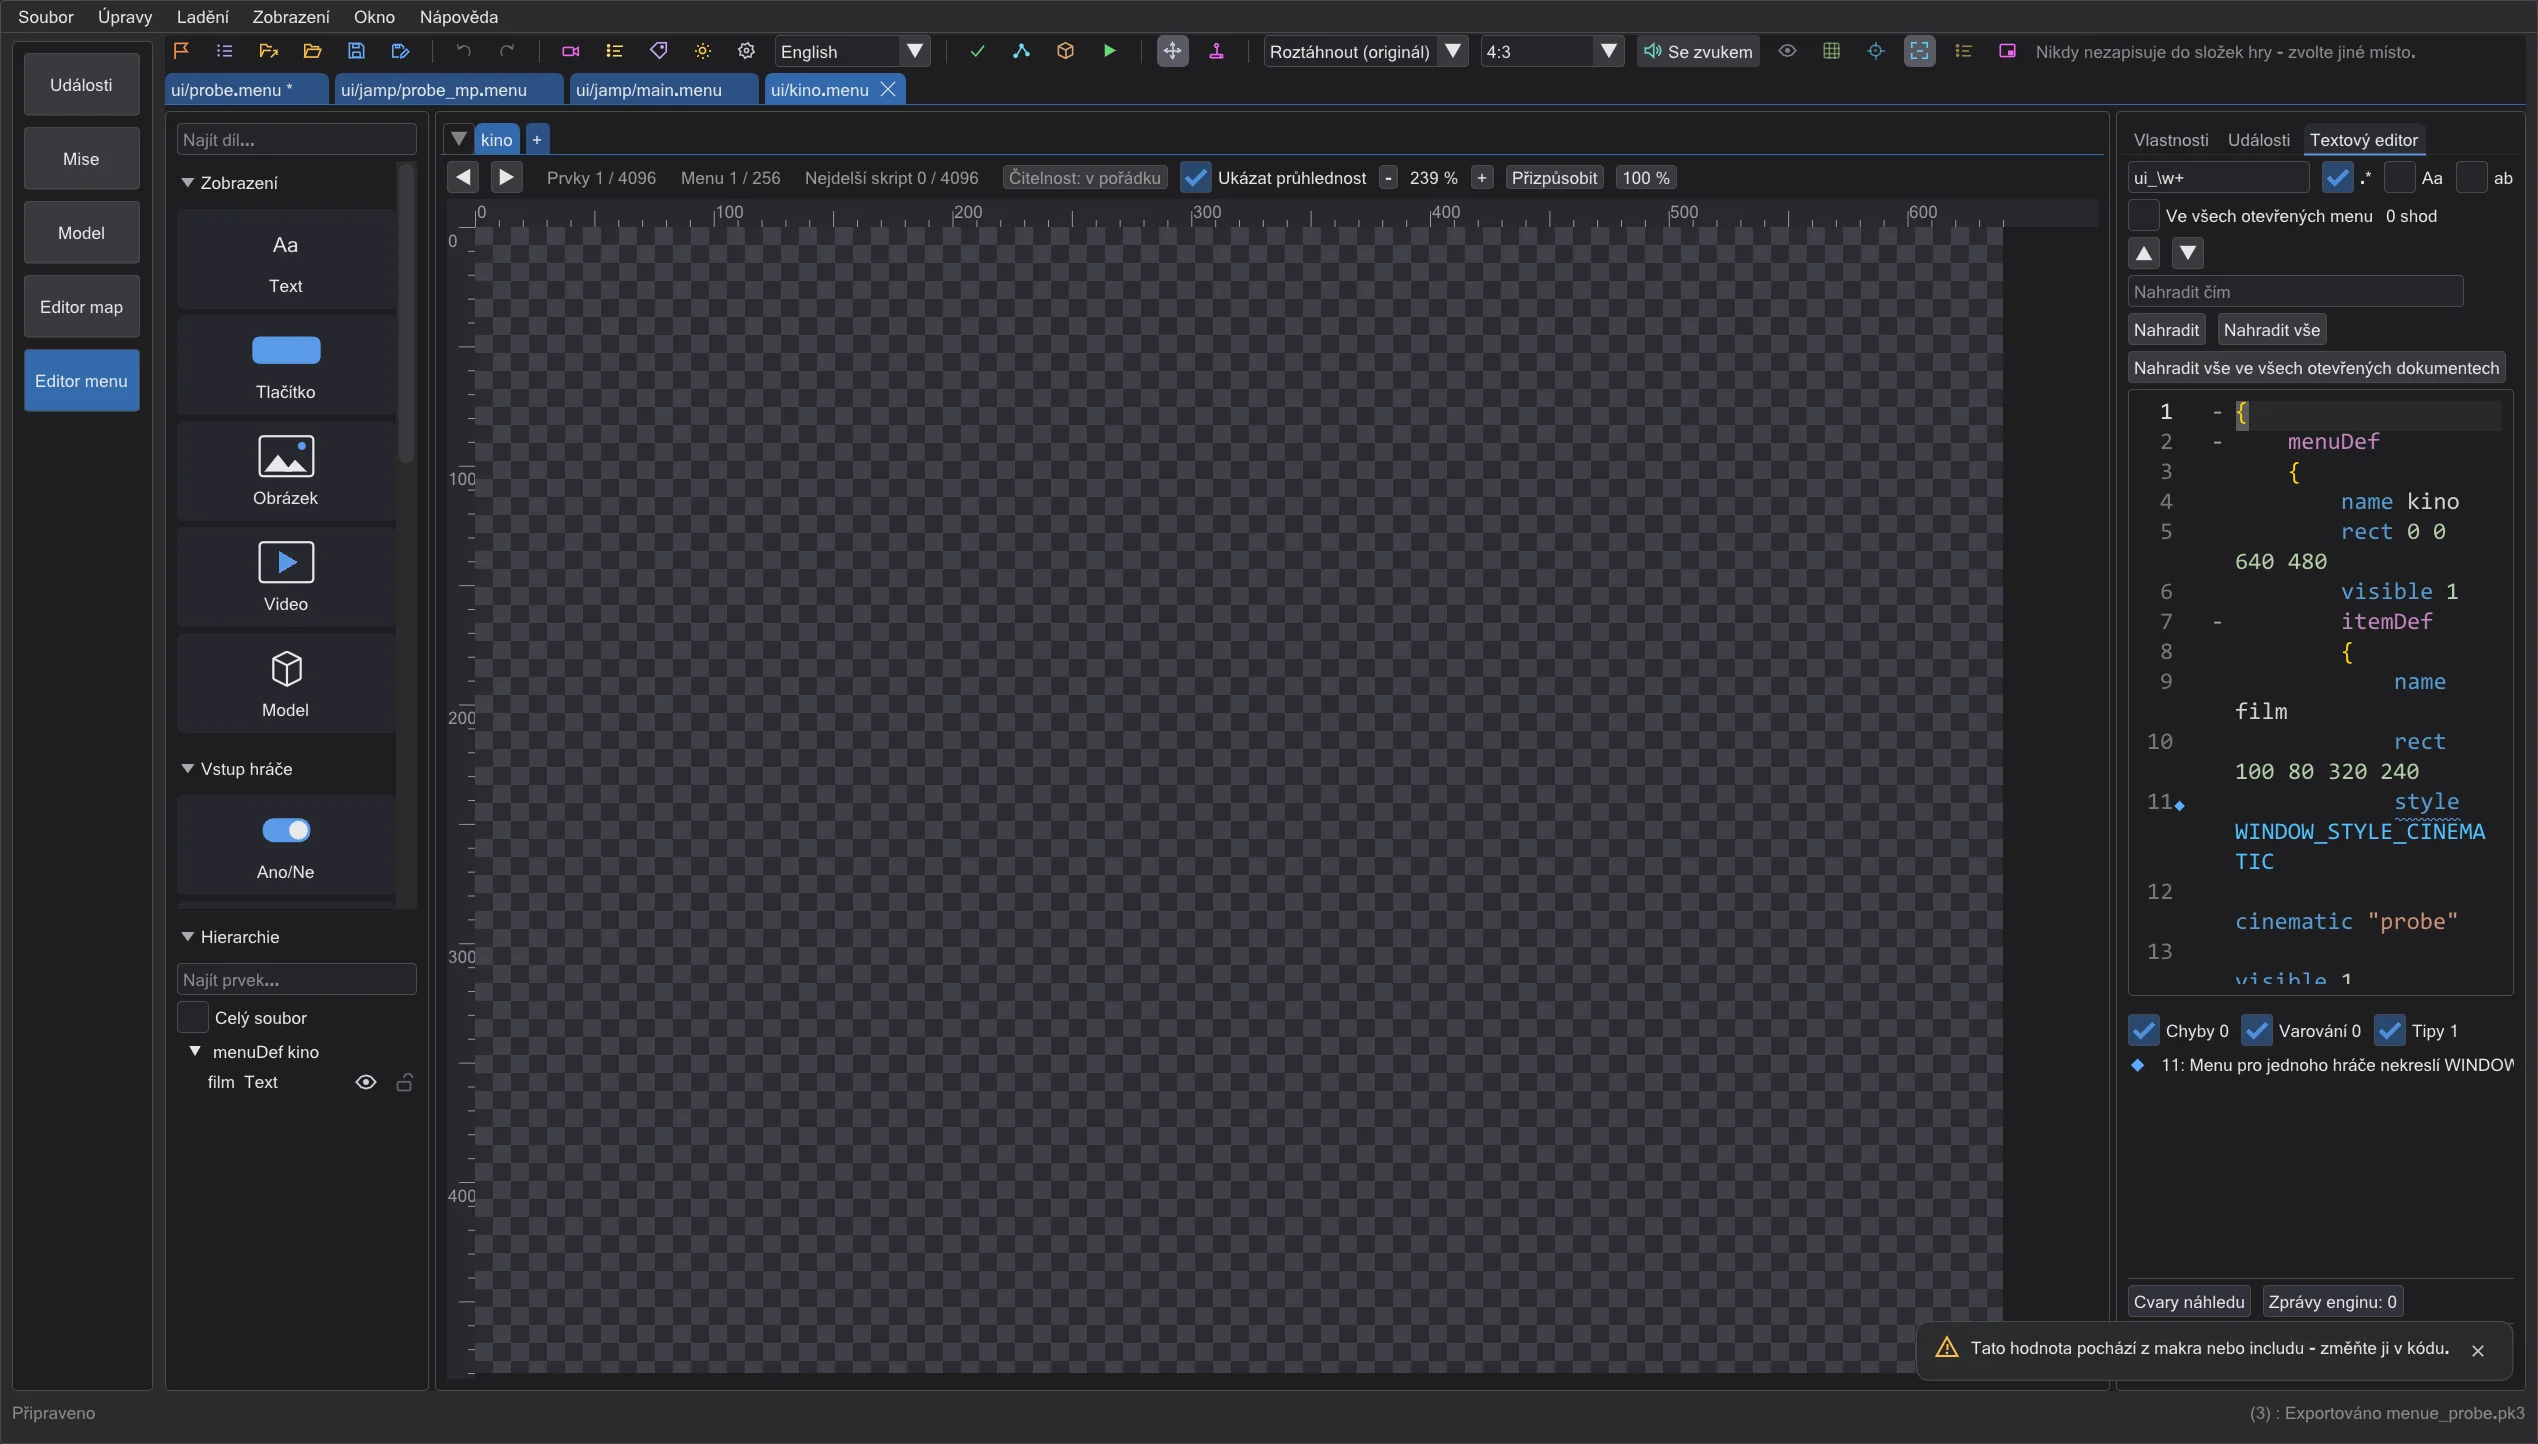 Soubor Úpravy Ladění Zobrazení Okno Nápověda
English
Roztáhnout (originál)
4:3
Se zvukem
Nikdy nezapisuje do složek hry - zvolte jiné místo.
Události
Mise
Model
Editor map
Editor menu
ui/probe.menu *
ui/jamp/probe_mp.menu
ui/jamp/main.menu
ui/kino.menu
Najít díl...
Zobrazení
Aa
Text
Tlačítko
Obrázek
Video
Model
Vstup hráče
Ano/Ne
Hierarchie
Najít prvek...
Celý soubor
menuDef kino
film Text
kino
+
Prvky 1 / 4096 Menu 1 / 256 Nejdelší skript 0 / 4096 Čitelnost: v pořádku Ukázat průhlednost - 239 % + Přizpůsobit 100 %
0 100 200 300 400 500 600
0
100
200
300
400
Vlastnosti Události Textový editor
ui_\w+ .* Aa ab
Ve všech otevřených menu 0 shod
Nahradit čím
Nahradit Nahradit vše
Nahradit vše ve všech otevřených dokumentech
1 - {
2 - menuDef
3 {
4 name kino
5 rect 0 0
640 480
6 visible 1
7 - itemDef
8 {
9 name
film
10 rect
100 80 320 240
11 style
WINDOW_STYLE_CINEMA
TIC
12
cinematic "probe"
13
visible 1
Chyby 0 Varování 0 Tipy 1
11: Menu pro jednoho hráče nekreslí WINDOW
Cvary náhledu Zprávy enginu: 0
Tato hodnota pochází z makra nebo includu - změňte ji v kódu.
Připraveno
(3) : Exportováno menue_probe.pk3